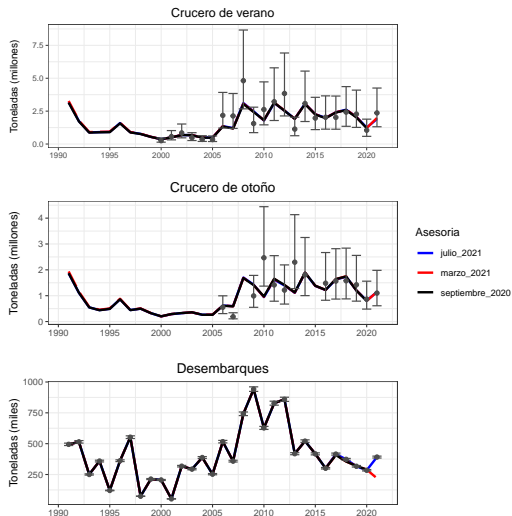 Crucero de verano
Toneladas (millones)
7.5
5.0
2.5
0.0
1990 1995 2000 2005 2010 2015 2020
Crucero de otoño
Toneladas (millones)
4
3
2
1
0
1990 1995 2000 2005 2010 2015 2020
Asesoria
julio_2021
marzo_2021
septiembre_2020
Desembarques
Toneladas (miles)
1000
750
500
250
1990 1995 2000 2005 2010 2015 2020